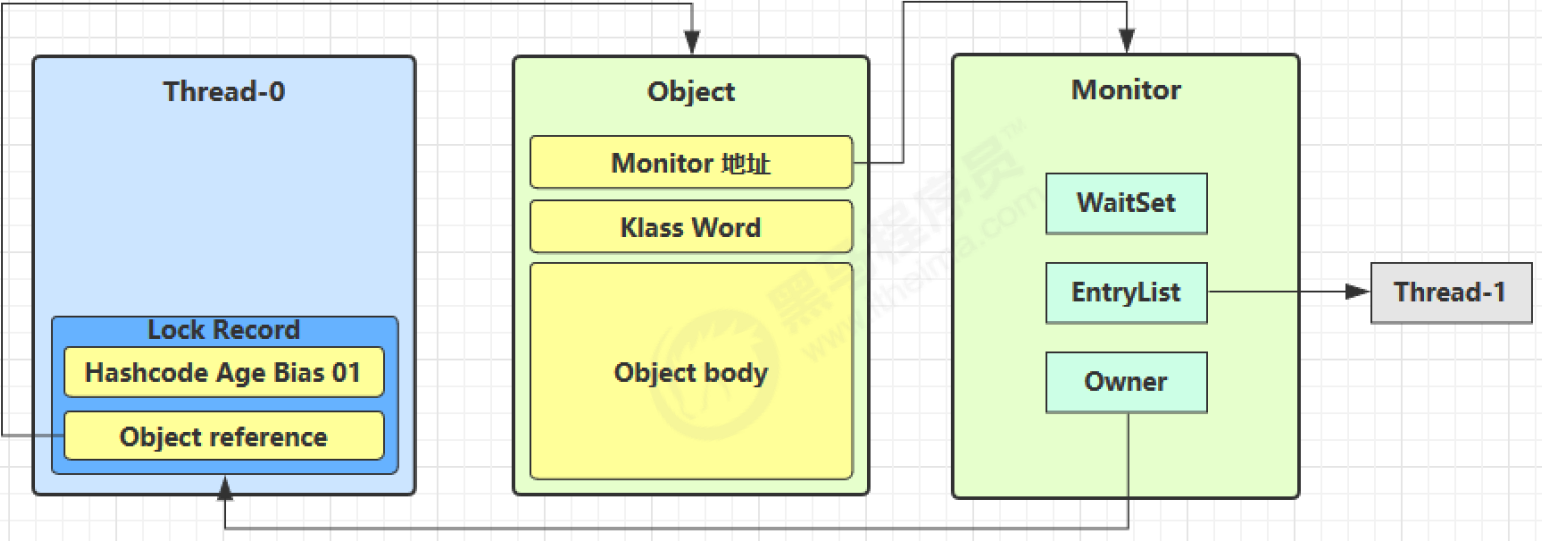 Thread-0
Lock Record
Hashcode Age Bias 01
Object reference
Object
Monitor 地址
Klass Word
Object body
Monitor
WaitSet
EntryList
Owner
Thread-1
黑马程序员™
www.itheima.com